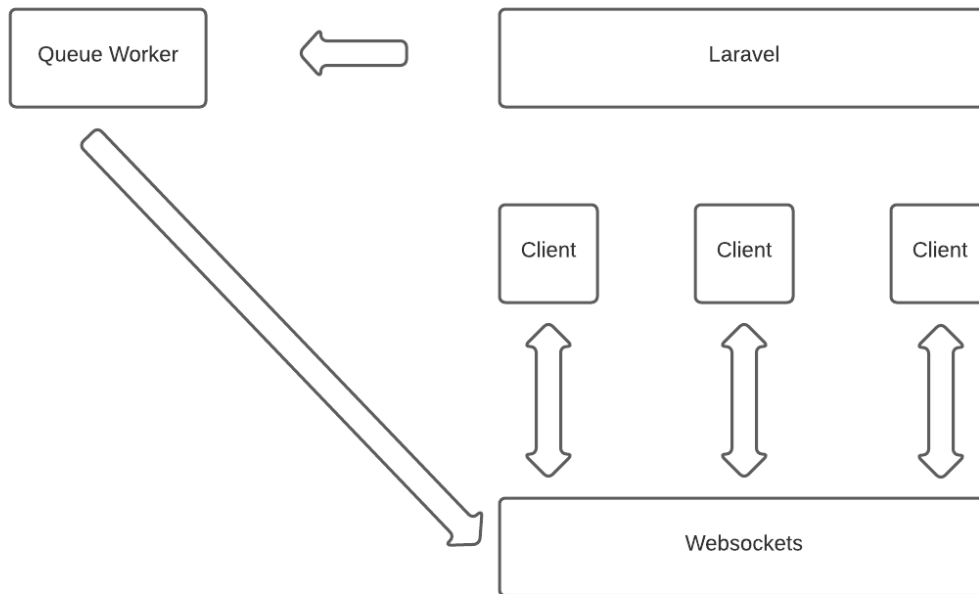 Queue Worker
Laravel
Client
Client
Client
Websockets